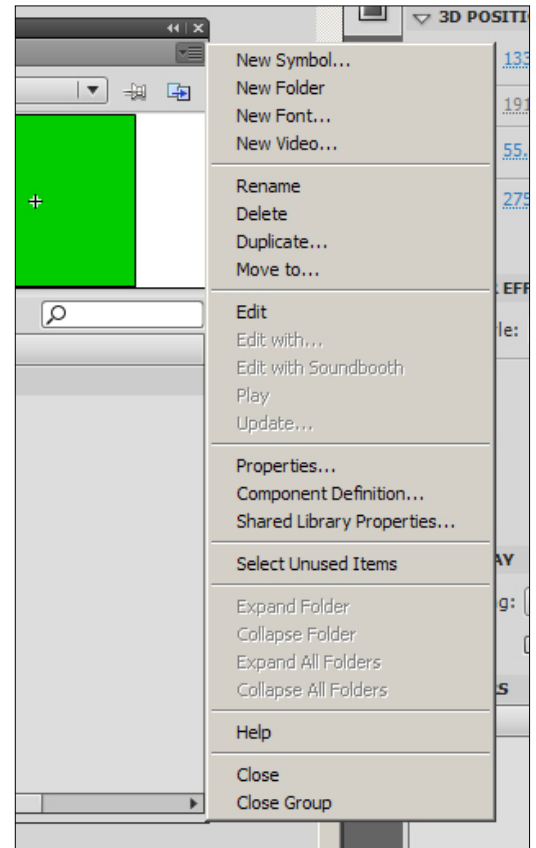 3D POSITI
New Symbol...
New Folder
New Font...
New Video...
133
191
55.
275
Rename
Delete
Duplicate...
Move to...
EFF
Edit
Edit with...
Edit with Soundbooth
Play
Update...
le:
Properties...
Component Definition...
Shared Library Properties...
Select Unused Items
AY
Expand Folder
Collapse Folder
Expand All Folders
Collapse All Folders
g:
S
Help
Close
Close Group